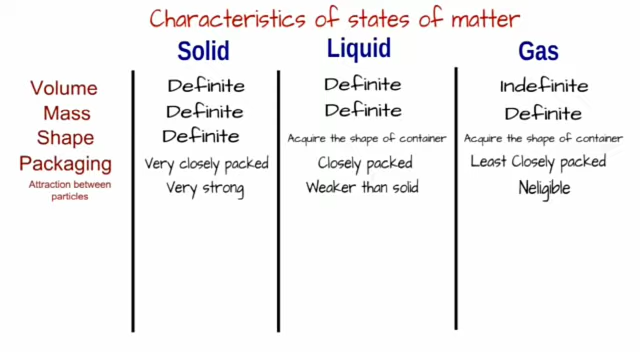 Characteristics of states of matter
Solid Liquid Gas
Volume Definite Definite Indefinite
Mass Definite Definite Definite
Shape Definite Acquire the shape of container Acquire the shape of container
Packaging Very closely packed Closely packed Least Closely packed
Attraction between particles Very strong Weaker than solid Neligible